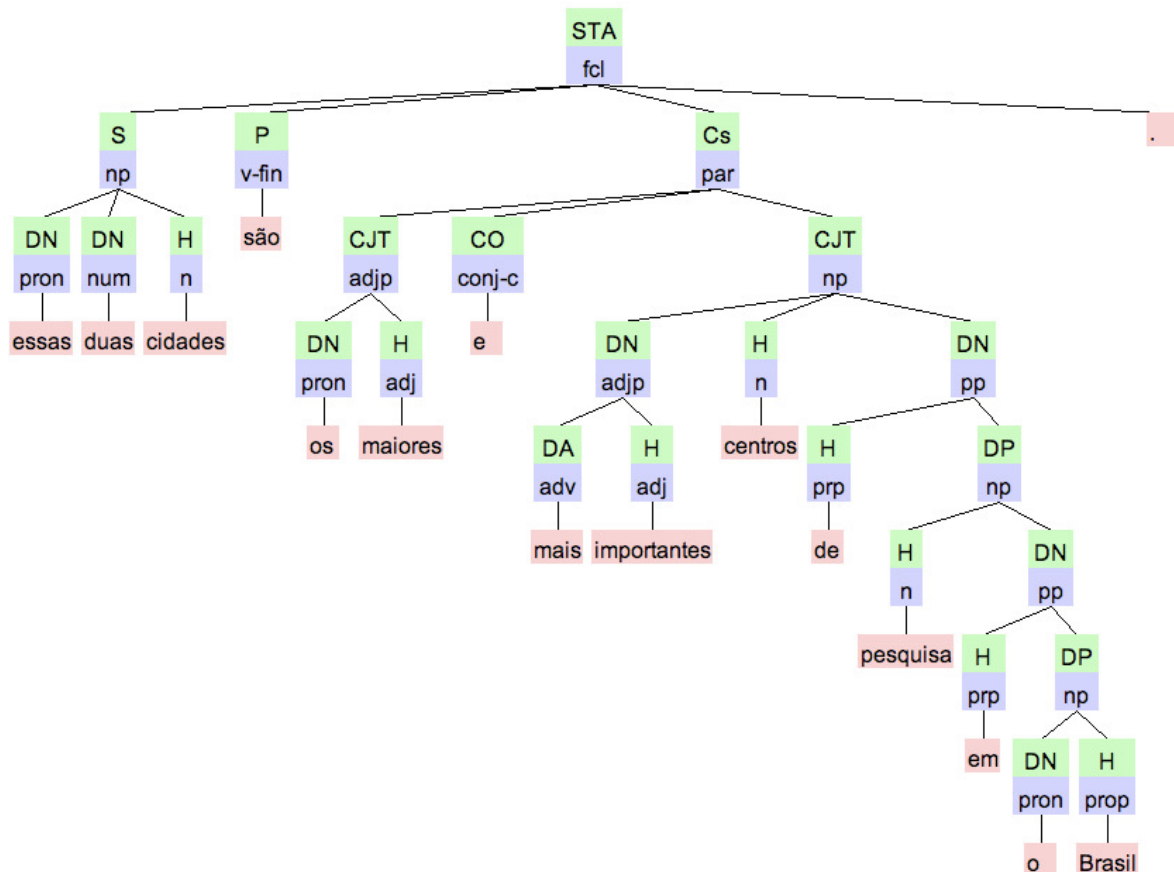 STA
fcl
S P Cs .
np v-fin par
DN DN H são CJT CO CJT
pron num n adjp conj-c np
essas duas cidades DN H e DN H DN
pron adj adjp n pp
os maiores DA H centros H DP
adv adj prp np
mais importantes de H DN
n pp
pesquisa H DP
prp np
em DN H
pron prop
o Brasil